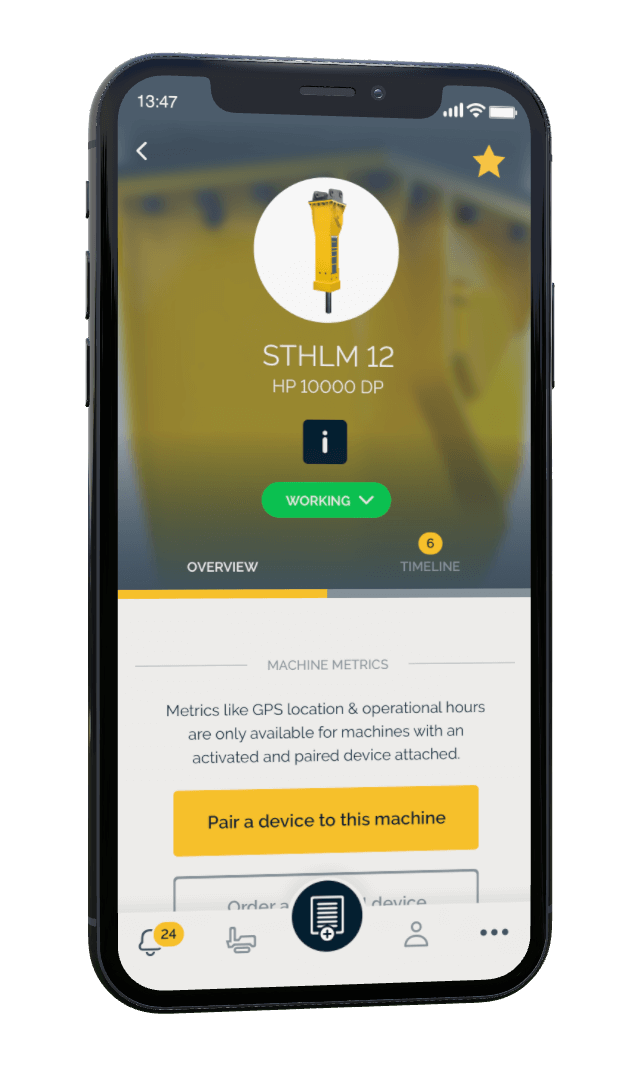 13:47
STHLM 12
HP 10000 DP
i
WORKING
6
OVERVIEW
TIMELINE
MACHINE METRICS
Metrics like GPS location & operational hours
are only available for machines with an
activated and paired device attached.
Pair a device to this machine
Order a device
24